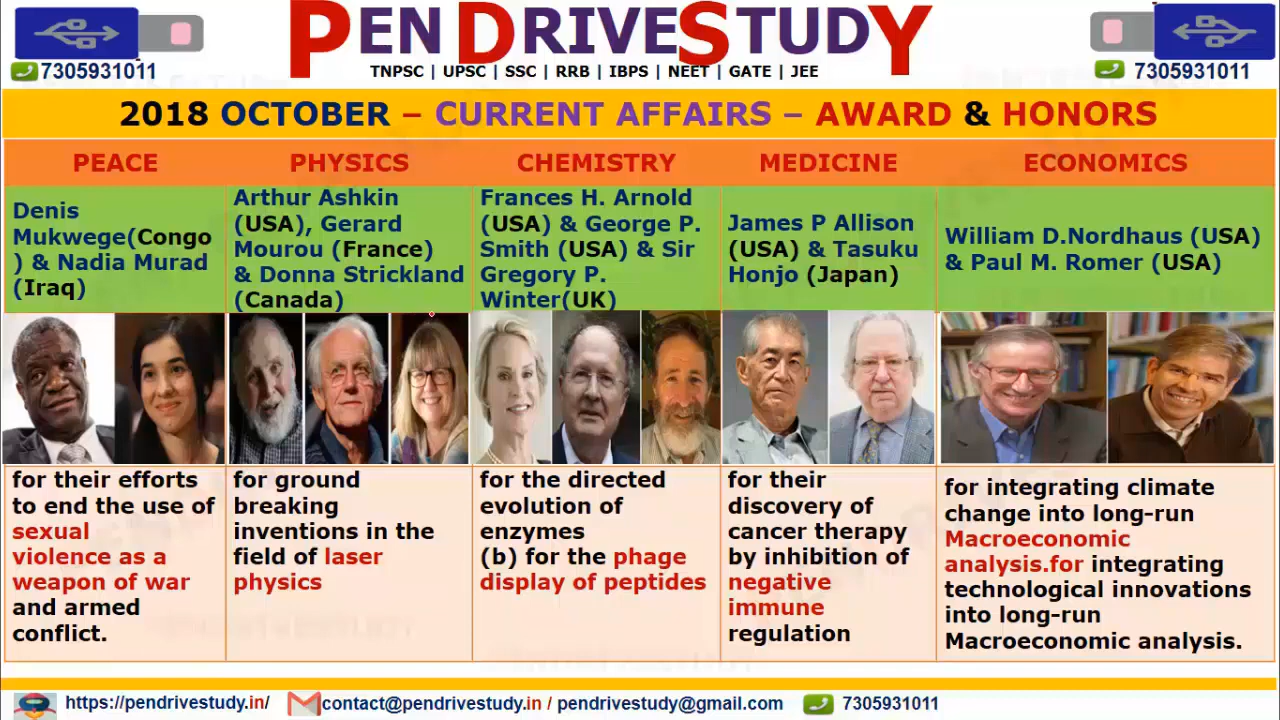 PENDRIVESTUDY
7305931011
TNPSC | UPSC | SSC | RRB | IBPS | NEET | GATE | JEE
7305931011
2018 OCTOBER – CURRENT AFFAIRS – AWARD & HONORS
PEACE
PHYSICS
CHEMISTRY
MEDICINE
ECONOMICS
Denis
Mukwege(Congo
) & Nadia Murad
(Iraq)
Arthur Ashkin
(USA), Gerard
Mourou (France)
& Donna Strickland
(Canada)
Frances H. Arnold
(USA) & George P.
Smith (USA) & Sir
Gregory P.
Winter(UK)
James P Allison
(USA) & Tasuku
Honjo (Japan)
William D.Nordhaus (USA)
& Paul M. Romer (USA)
for their efforts
to end the use of
sexual
violence as a
weapon of war
and armed
conflict.
for ground
breaking
inventions in the
field of laser
physics
for the directed
evolution of
enzymes
(b) for the phage
display of peptides
for their
discovery of
cancer therapy
by inhibition of
negative
immune
regulation
for integrating climate
change into long-run
Macroeconomic
analysis.for integrating
technological innovations
into long-run
Macroeconomic analysis.
https://pendrivestudy.in/
contact@pendrivestudy.in / pendrivestudy@gmail.com
7305931011